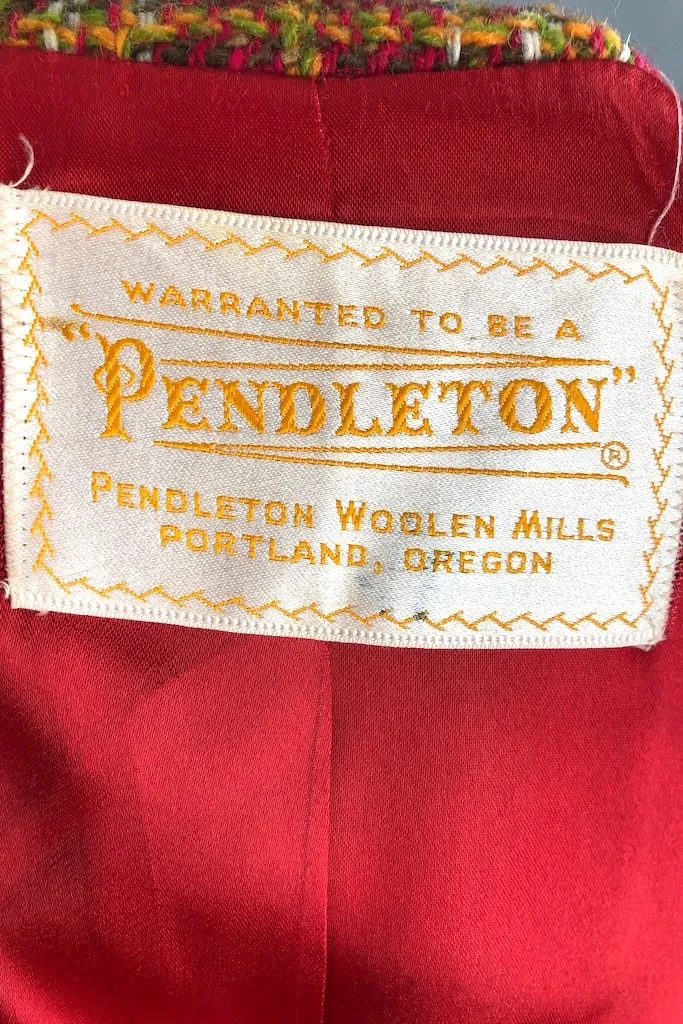 WARRANTED TO BE A
"PENDLETON"®
PENDLETON WOOLEN MILLS
PORTLAND, OREGON